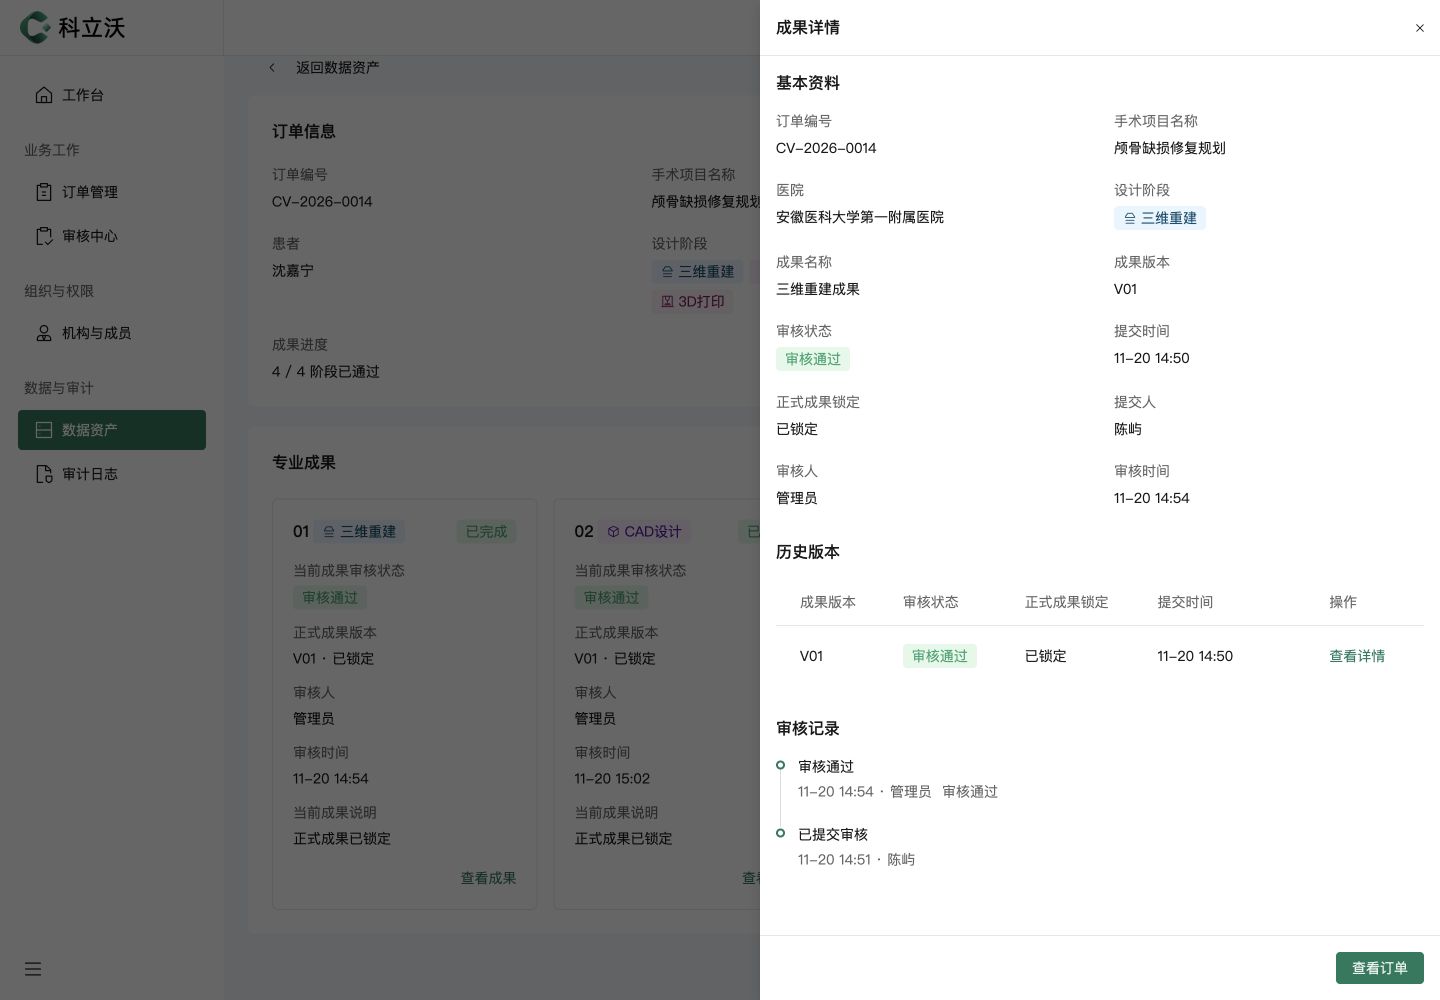 科立沃
工作台
业务工作
订单管理
审核中心
组织与权限
机构与成员
数据与审计
数据资产
审计日志
返回数据资产
订单信息
订单编号
CV-2026-0014
手术项目名称
颅骨缺损修复规划
患者
沈嘉宁
设计阶段
三维重建
3D打印
成果进度
4 / 4 阶段已通过
专业成果
01 三维重建 已完成
当前成果审核状态
审核通过
正式成果版本
V01 · 已锁定
审核人
管理员
审核时间
11-20 14:54
当前成果说明
正式成果已锁定
查看成果
02 CAD设计 已
当前成果审核状态
审核通过
正式成果版本
V01 · 已锁定
审核人
管理员
审核时间
11-20 15:02
当前成果说明
正式成果已锁定
查
成果详情
基本资料
订单编号 手术项目名称
CV-2026-0014 颅骨缺损修复规划
医院 设计阶段
安徽医科大学第一附属医院 三维重建
成果名称 成果版本
三维重建成果 V01
审核状态 提交时间
审核通过 11-20 14:50
正式成果锁定 提交人
已锁定 陈屿
审核人 审核时间
管理员 11-20 14:54
历史版本
成果版本 审核状态 正式成果锁定 提交时间 操作
V01 审核通过 已锁定 11-20 14:50 查看详情
审核记录
审核通过
11-20 14:54 · 管理员 审核通过
已提交审核
11-20 14:51 · 陈屿
查看订单